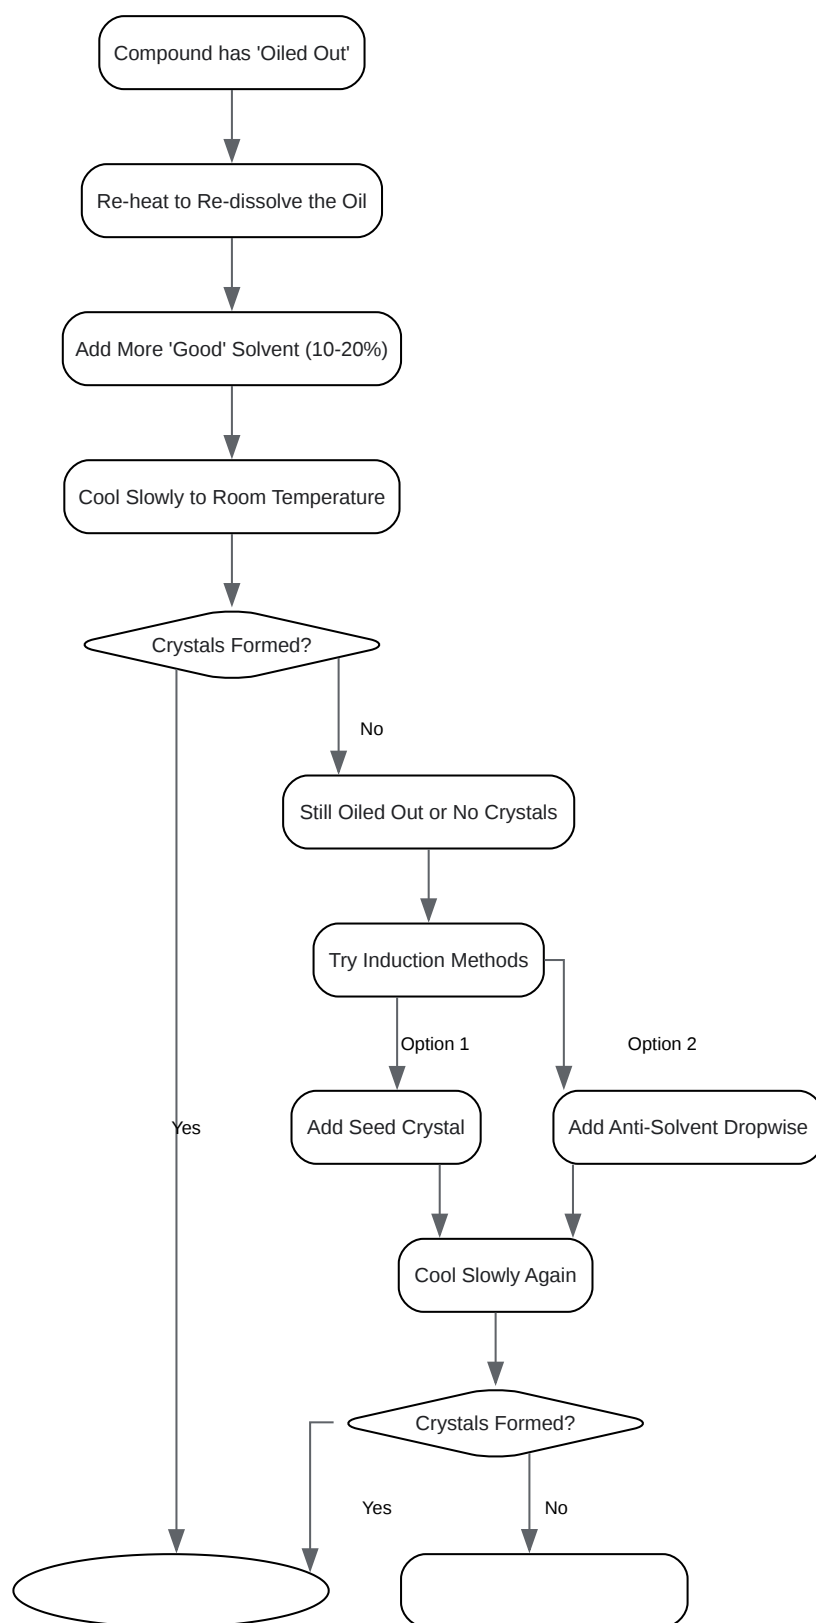 Compound has 'Oiled Out'
Re-heat to Re-dissolve the Oil
Add More 'Good' Solvent (10-20%)
Cool Slowly to Room Temperature
Crystals Formed?
No
Still Oiled Out or No Crystals
Try Induction Methods
Option 1
Option 2
Yes
Add Seed Crystal
Add Anti-Solvent Dropwise
Cool Slowly Again
Crystals Formed?
Yes
No